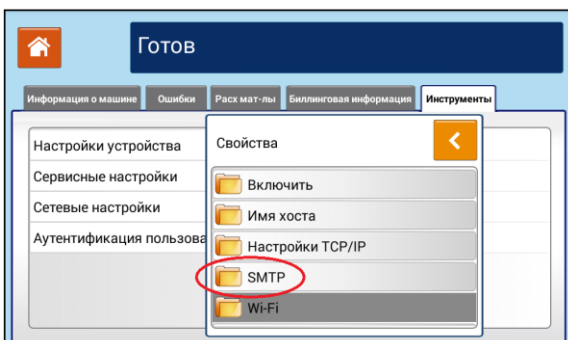 Готов
Информация о машине Ошибки Расх мат-лы Биллинговая информация Инструменты
Настройки устройства
Сервисные настройки
Сетевые настройки
Аутентификация пользова
Свойства
Включить
Имя хоста
Настройки TCP/IP
SMTP
Wi-Fi